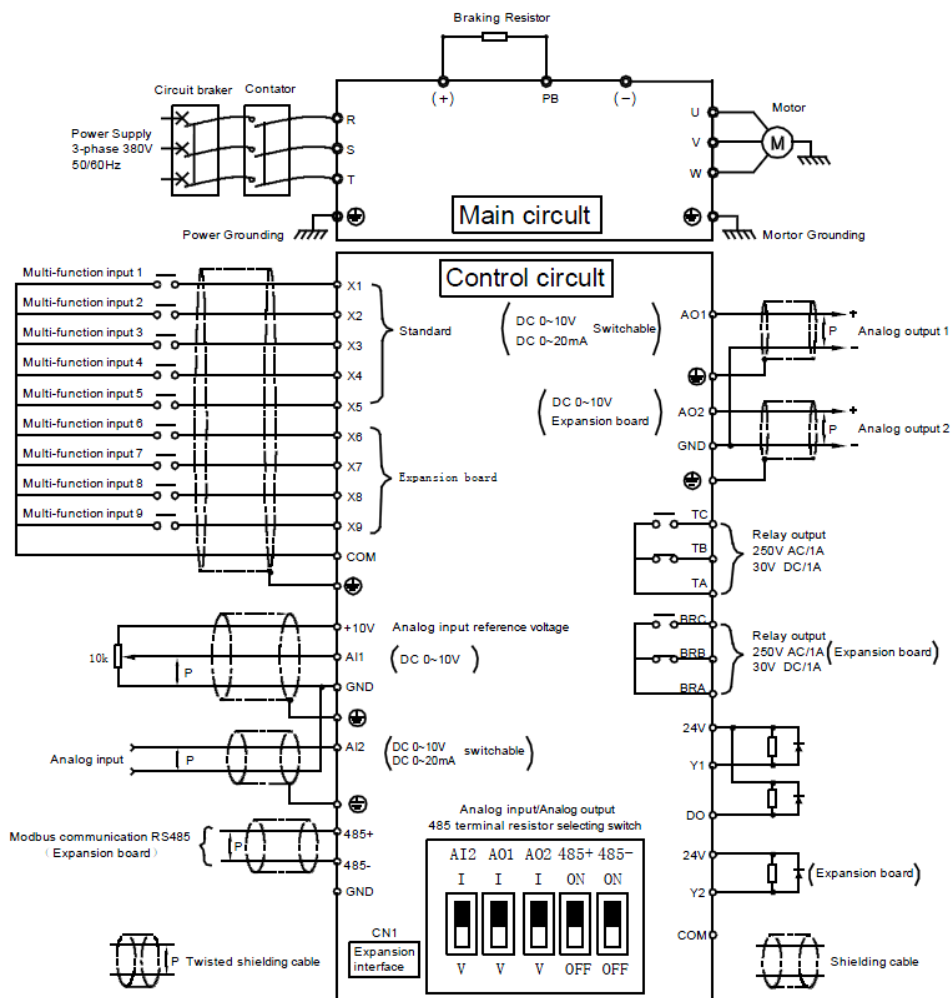 Braking Resistor
Circuit braker
Contator
Power Supply
3-phase 380V
50/60Hz
(+)
PB
(-)
R
S
T
U
V
W
Motor
M
Main circuit
Power Grounding
Mortor Grounding
Control circuit
Multi-function input 1
X1
Multi-function input 2
X2
Multi-function input 3
X3
Multi-function input 4
X4
Multi-function input 5
X5
Standard
Multi-function input 6
X6
Multi-function input 7
X7
Multi-function input 8
X8
Multi-function input 9
X9
Expansion board
COM
DC 0~10V
DC 0~20mA
Switchable
AO1
P
+
-
Analog output 1
DC 0~10V
Expansion board
AO2
GND
P
+
-
Analog output 2
TC
TB
TA
Relay output
250V AC/1A
30V DC/1A
+10V
Analog input reference voltage
10k
AI1
(DC 0~10V)
P
GND
BRC
BRB
BRA
Relay output
250V AC/1A
30V DC/1A
(Expansion board)
Analog input
P
AI2
DC 0~10V
DC 0~20mA
switchable
24V
Y1
DO
24V
Y2
(Expansion board)
COM
Modbus communication RS485
(Expansion board)
P
485+
485-
GND
Analog input/Analog output
485 terminal resistor selecting switch
AI2 AO1 AO2 485+ 485-
I I I ON ON
V V V OFF OFF
CN1
Expansion
interface
P Twisted shielding cable
Shielding cable